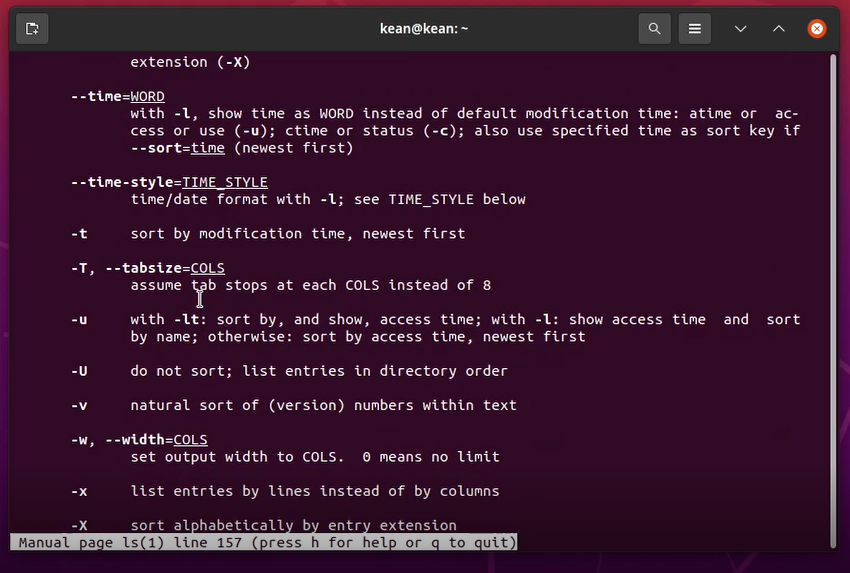 kean@kean: ~
extension (-X)
--time=WORD
with -l, show time as WORD instead of default modification time: atime or ac-
cess or use (-u); ctime or status (-c); also use specified time as sort key if
--sort=time (newest first)
--time-style=TIME_STYLE
time/date format with -l; see TIME_STYLE below
-t sort by modification time, newest first
-T, --tabsize=COLS
assume tab stops at each COLS instead of 8
-u with -lt: sort by, and show, access time; with -l: show access time and sort
by name; otherwise: sort by access time, newest first
-U do not sort; list entries in directory order
-v natural sort of (version) numbers within text
-w, --width=COLS
set output width to COLS. 0 means no limit
-x list entries by lines instead of by columns
-X sort alphabetically by entry extension
Manual page ls(1) line 157 (press h for help or q to quit)